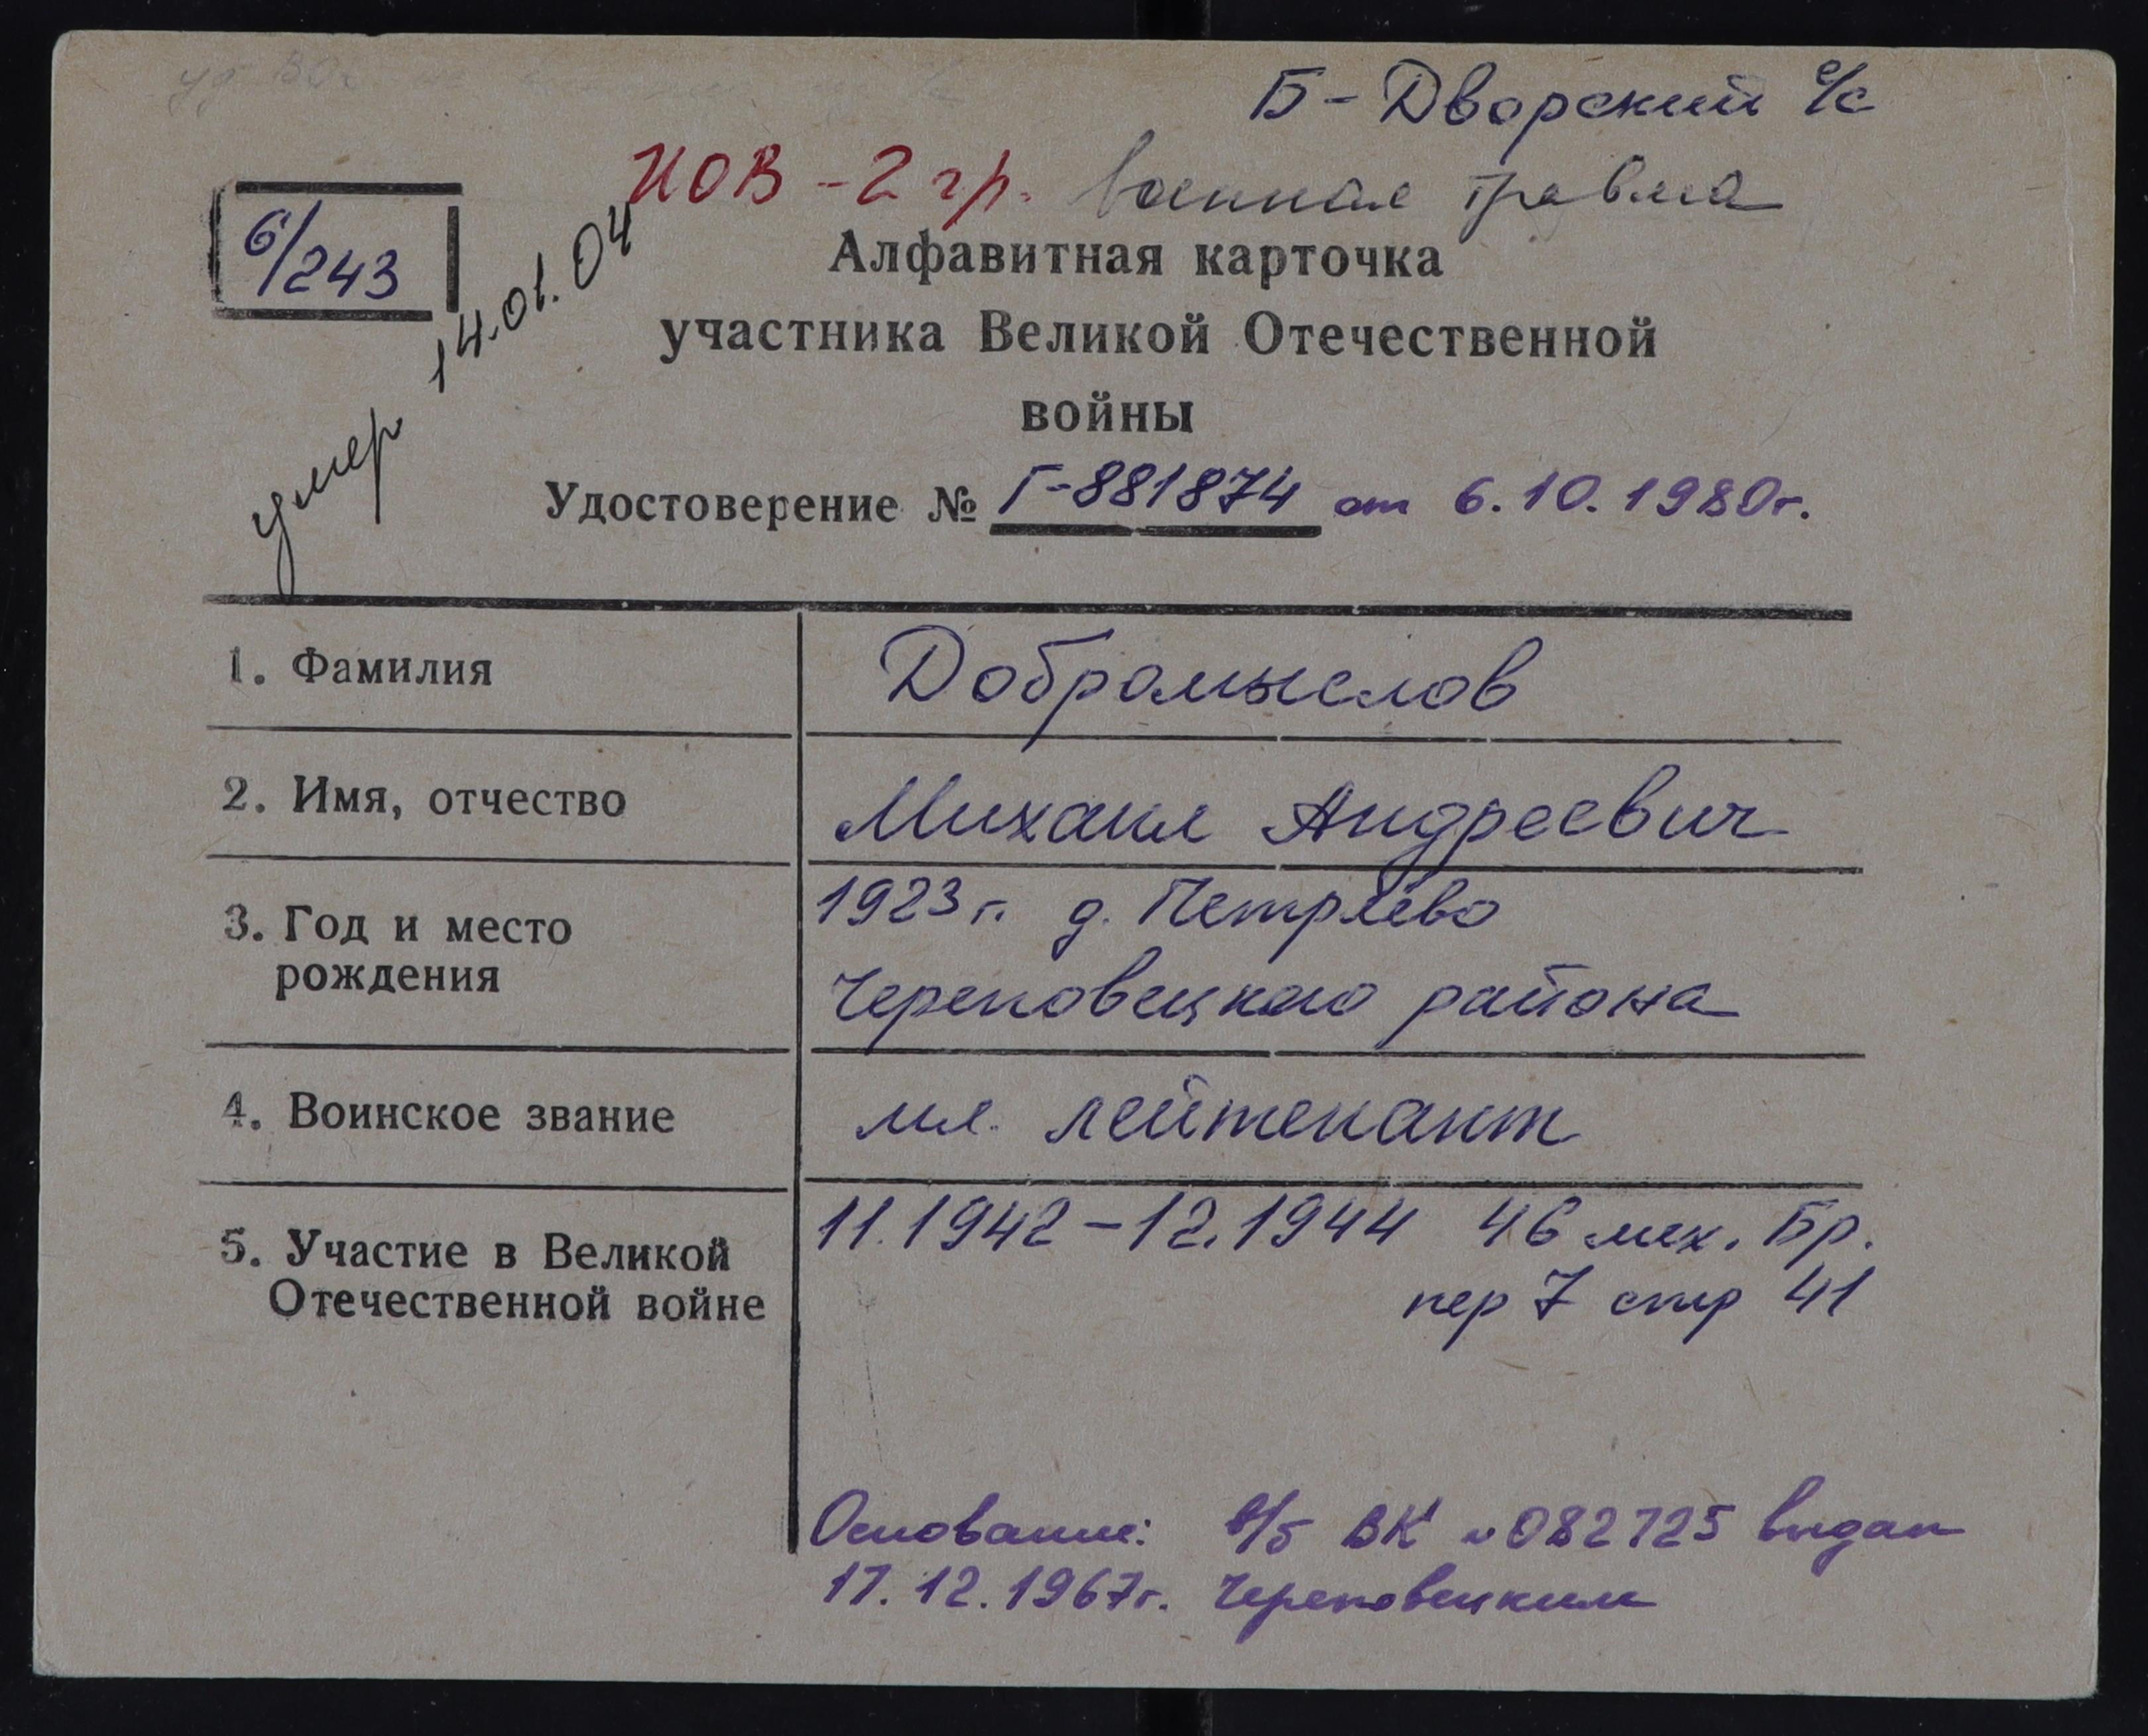 Б-Дворский с/с
ИОВ - 2 гр. военная травма
6/243
умер 14.01.04
Алфавитная карточка
участника Великой Отечественной
войны
Удостоверение № Г-881874 от 6.10.1980г.
1. Фамилия
Добромыслов
2. Имя, отчество
Михаил Андреевич
3. Год и место
рождения
1923 г. д. Петряево
Череповецкого района
4. Воинское звание
мл. лейтенант
5. Участие в Великой
Отечественной войне
11.1942-12.1944 46 мех. Бр.
пер 7 стр 41
Основание: в/б ВК №082725 выдан
17.12.1967г. Череповецким